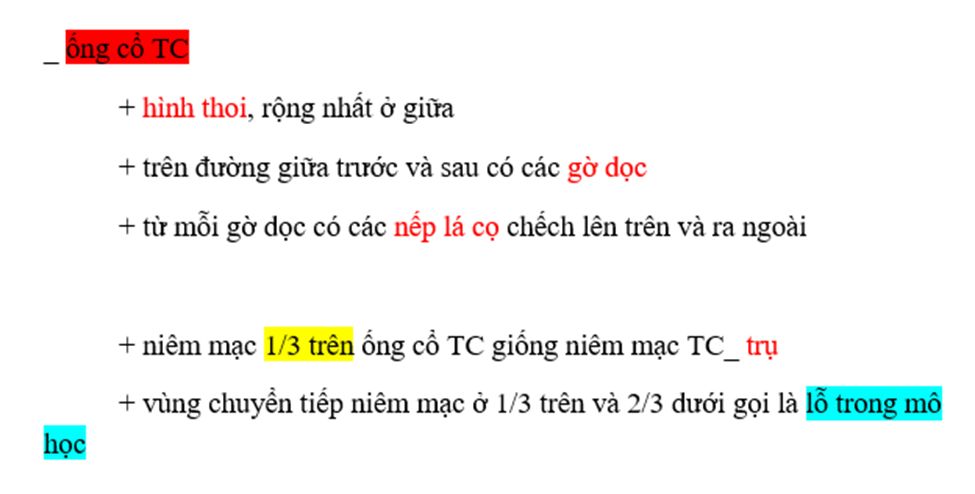 _ ống cổ TC
+ hình thoi, rộng nhất ở giữa
+ trên đường giữa trước và sau có các gờ dọc
+ từ mỗi gờ dọc có các nếp lá cọ chếch lên trên và ra ngoài
+ niêm mạc 1/3 trên ống cổ TC giống niêm mạc TC_ trụ
+ vùng chuyển tiếp niêm mạc ở 1/3 trên và 2/3 dưới gọi là lỗ trong mô
học